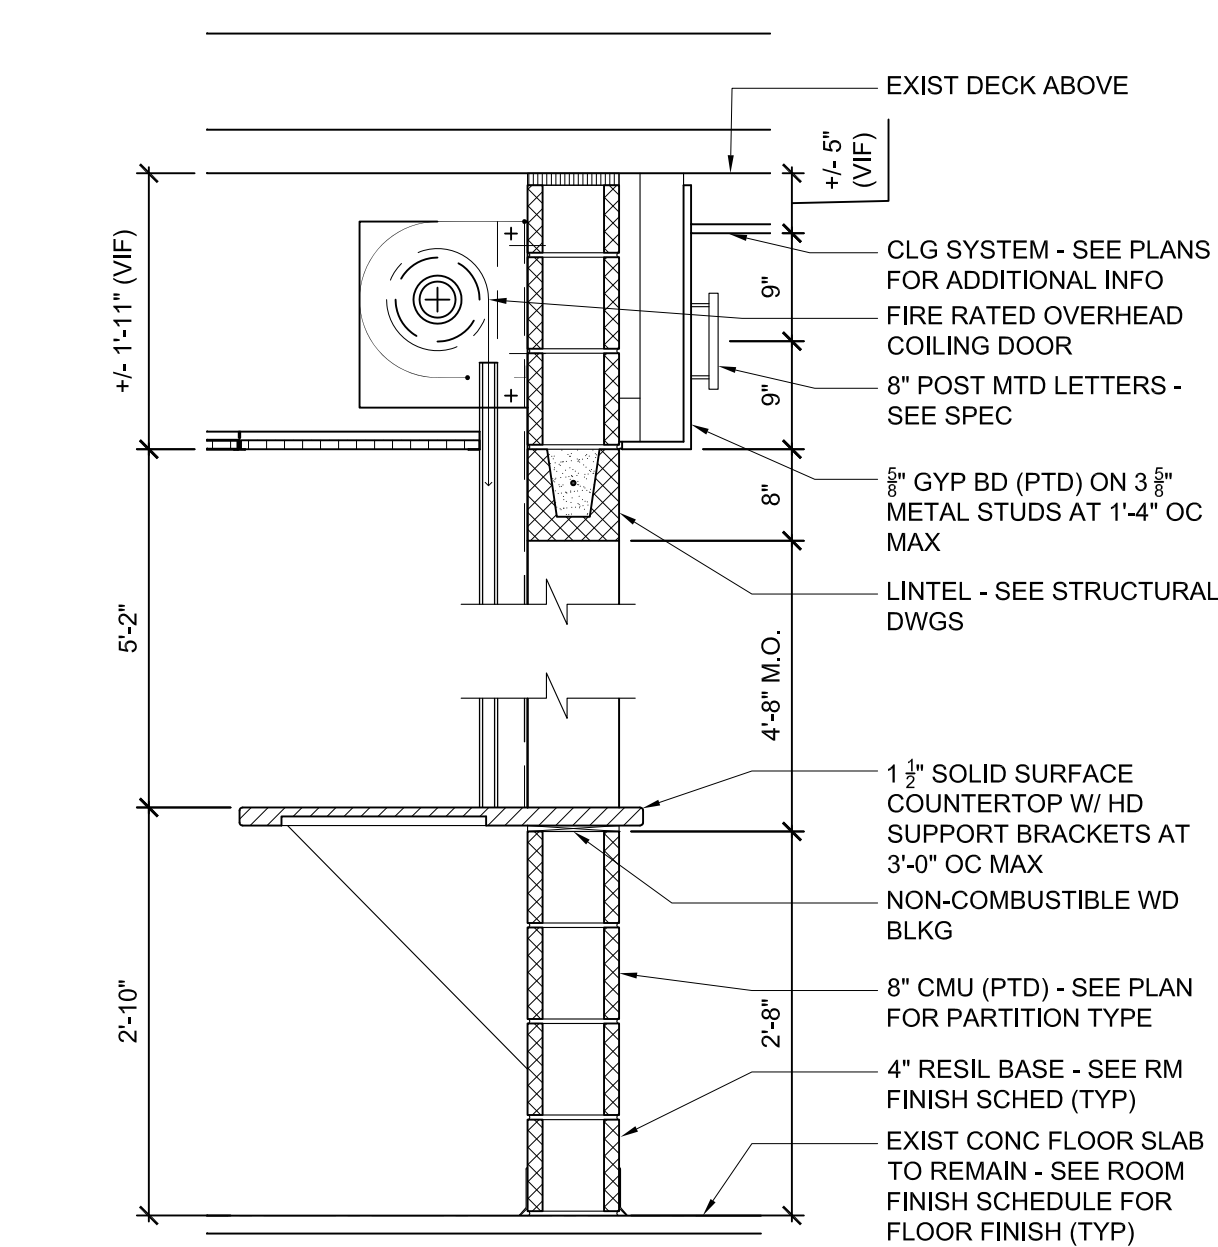 EXIST DECK ABOVE
+/- 5"
(VIF)
CLG SYSTEM - SEE PLANS
FOR ADDITIONAL INFO
FIRE RATED OVERHEAD
COILING DOOR
8" POST MTD LETTERS -
SEE SPEC
5/8" GYP BD (PTD) ON 3 5/8"
METAL STUDS AT 1'-4" OC
MAX
LINTEL - SEE STRUCTURAL
DWGS
1 1/2" SOLID SURFACE
COUNTERTOP W/ HD
SUPPORT BRACKETS AT
3'-0" OC MAX
NON-COMBUSTIBLE WD
BLKG
8" CMU (PTD) - SEE PLAN
FOR PARTITION TYPE
4" RESIL BASE - SEE RM
FINISH SCHED (TYP)
EXIST CONC FLOOR SLAB
TO REMAIN - SEE ROOM
FINISH SCHEDULE FOR
FLOOR FINISH (TYP)
+/- 1'-11" (VIF)
5'-2"
2'-10"
9"
9"
8"
4'-8" M.O.
2'-8"